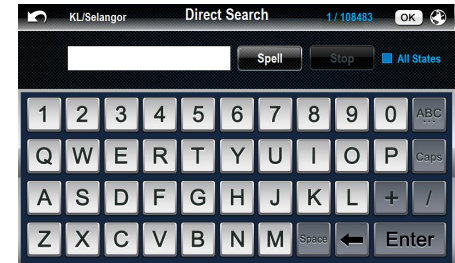 KL/Selangor Direct Search 1 / 108483 OK
Spell Stop All States
1 2 3 4 5 6 7 8 9 0 ABC...
Q W E R T Y U I O P Caps
A S D F G H J K L + /
Z X C V B N M Space Enter